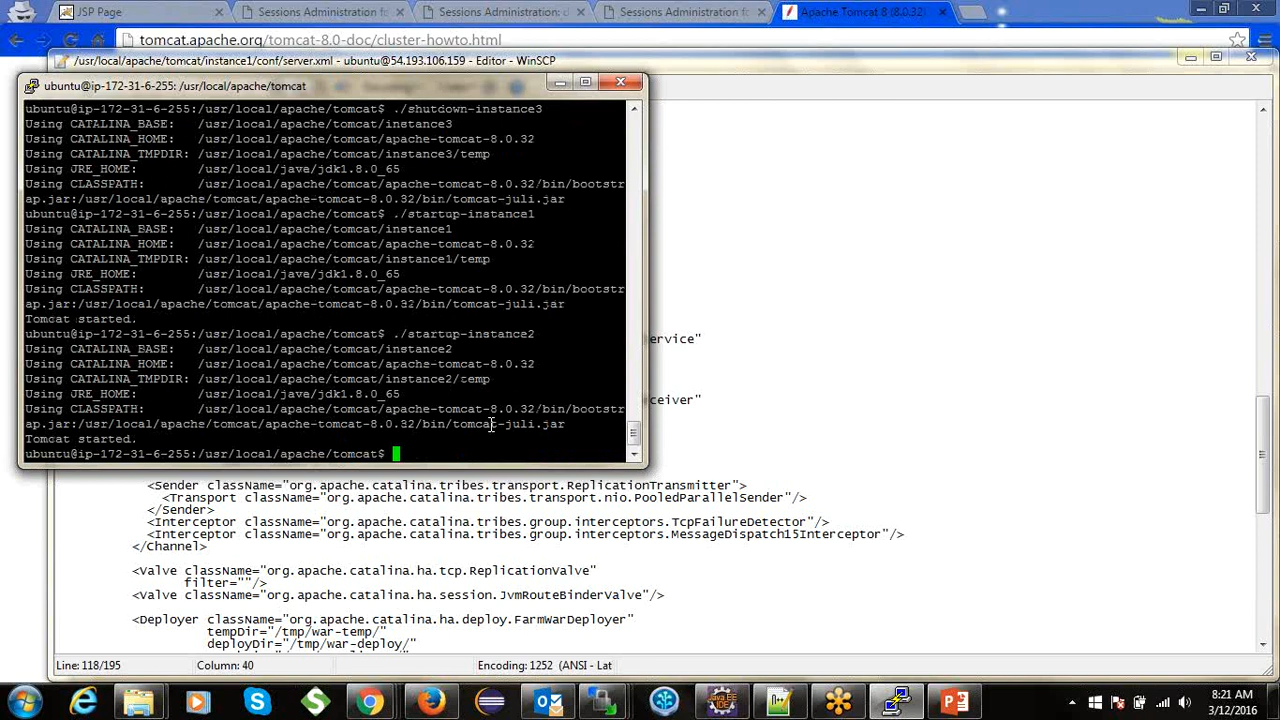 JSP Page
Sessions Administration fo
Sessions Administration: d
Sessions Administration fo
Apache Tomcat 8 (8.0.32)
tomcat.apache.org/tomcat-8.0-doc/cluster-howto.html
/usr/local/apache/tomcat/instance1/conf/server.xml - ubuntu@54.193.106.159 - Editor - WinSCP
ubuntu@ip-172-31-6-255: /usr/local/apache/tomcat
ubuntu@ip-172-31-6-255:/usr/local/apache/tomcat$ ./shutdown-instance3
Using CATALINA_BASE:   /usr/local/apache/tomcat/instance3
Using CATALINA_HOME:   /usr/local/apache/tomcat/apache-tomcat-8.0.32
Using CATALINA_TMPDIR: /usr/local/apache/tomcat/instance3/temp
Using JRE_HOME:        /usr/local/java/jdk1.8.0_65
Using CLASSPATH:       /usr/local/apache/tomcat/apache-tomcat-8.0.32/bin/bootstr
ap.jar:/usr/local/apache/tomcat/apache-tomcat-8.0.32/bin/tomcat-juli.jar
ubuntu@ip-172-31-6-255:/usr/local/apache/tomcat$ ./startup-instance1
Using CATALINA_BASE:   /usr/local/apache/tomcat/instance1
Using CATALINA_HOME:   /usr/local/apache/tomcat/apache-tomcat-8.0.32
Using CATALINA_TMPDIR: /usr/local/apache/tomcat/instance1/temp
Using JRE_HOME:        /usr/local/java/jdk1.8.0_65
Using CLASSPATH:       /usr/local/apache/tomcat/apache-tomcat-8.0.32/bin/bootstr
ap.jar:/usr/local/apache/tomcat/apache-tomcat-8.0.32/bin/tomcat-juli.jar
Tomcat started.
ubuntu@ip-172-31-6-255:/usr/local/apache/tomcat$ ./startup-instance2
Using CATALINA_BASE:   /usr/local/apache/tomcat/instance2
Using CATALINA_HOME:   /usr/local/apache/tomcat/apache-tomcat-8.0.32
Using CATALINA_TMPDIR: /usr/local/apache/tomcat/instance2/temp
Using JRE_HOME:        /usr/local/java/jdk1.8.0_65
Using CLASSPATH:       /usr/local/apache/tomcat/apache-tomcat-8.0.32/bin/bootstr
ap.jar:/usr/local/apache/tomcat/apache-tomcat-8.0.32/bin/tomcat-juli.jar
Tomcat started.
ubuntu@ip-172-31-6-255:/usr/local/apache/tomcat$
ervice"
ceiver"
<Sender className="org.apache.catalina.tribes.transport.ReplicationTransmitter">
<Transport className="org.apache.catalina.tribes.transport.nio.PooledParallelSender"/>
</Sender>
<Interceptor className="org.apache.catalina.tribes.group.interceptors.TcpFailureDetector"/>
<Interceptor className="org.apache.catalina.tribes.group.interceptors.MessageDispatch15Interceptor"/>
</Channel>
<Valve className="org.apache.catalina.ha.tcp.ReplicationValve"
filter=""/>
<Valve className="org.apache.catalina.ha.session.JvmRouteBinderValve"/>
<Deployer className="org.apache.catalina.ha.deploy.FarmWarDeployer"
tempDir="/tmp/war-temp/"
deployDir="/tmp/war-deploy/"
Line: 118/195
Column: 40
Encoding: 1252 (ANSI - Lat
Java EE
IDE
8:21 AM
3/12/2016